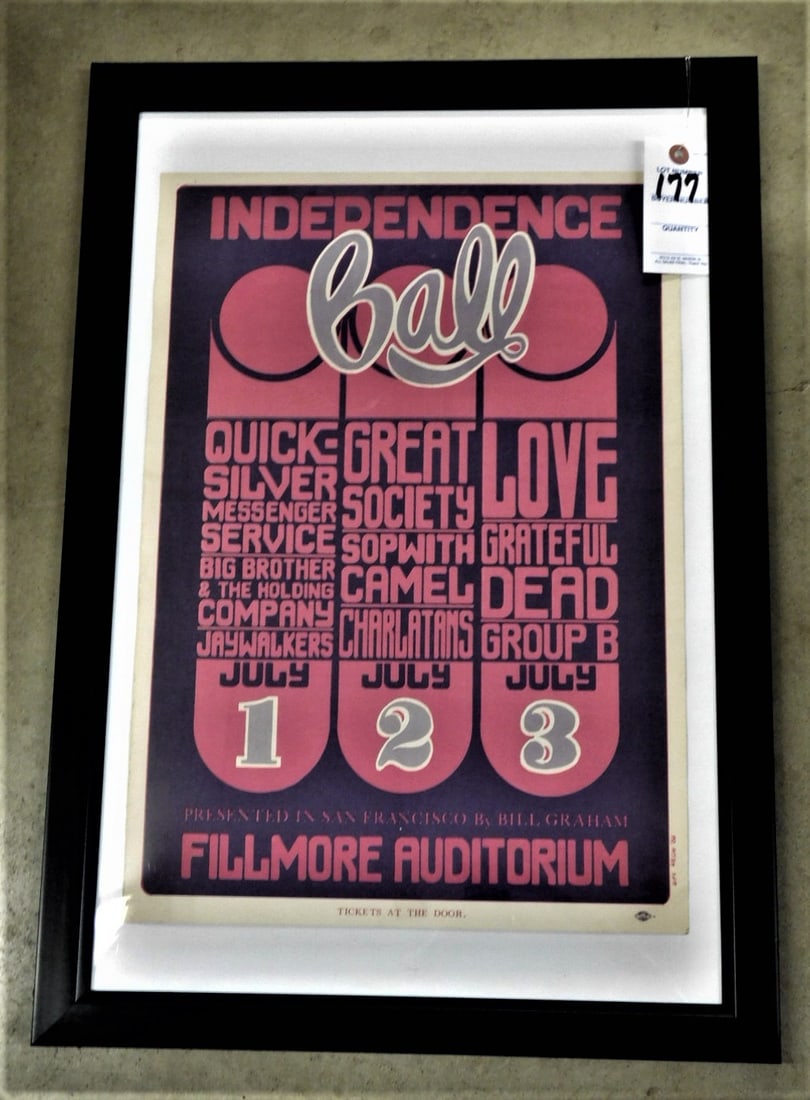 INDEPENDENCE
Ball
QUICK-
SILVER
MESSENGER
SERVICE
BIG BROTHER
& THE HOLDING
COMPANY
JAYWALKERS
JULY
1
GREAT
SOCIETY
SOPWITH
CAMEL
CHARLATANS
JULY
2
LOVE
GRATEFUL
DEAD
GROUP B
JULY
3
PRESENTED IN SAN FRANCISCO By BILL GRAHAM
FILLMORE AUDITORIUM
TICKETS AT THE DOOR.
LOT NUMBER
177
QUANTITY